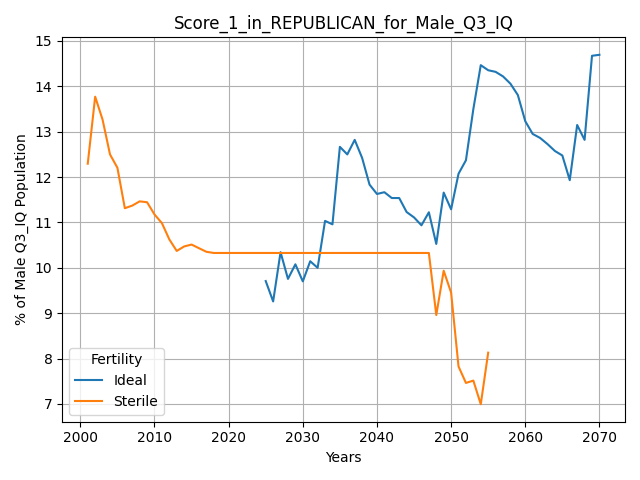 Score_1_in_REPUBLICAN_for_Male_Q3_IQ
% of Male Q3_IQ Population
15
14
13
12
11
10
9
8
7
Fertility
Ideal
Sterile
2000 2010 2020 2030 2040 2050 2060 2070
Years